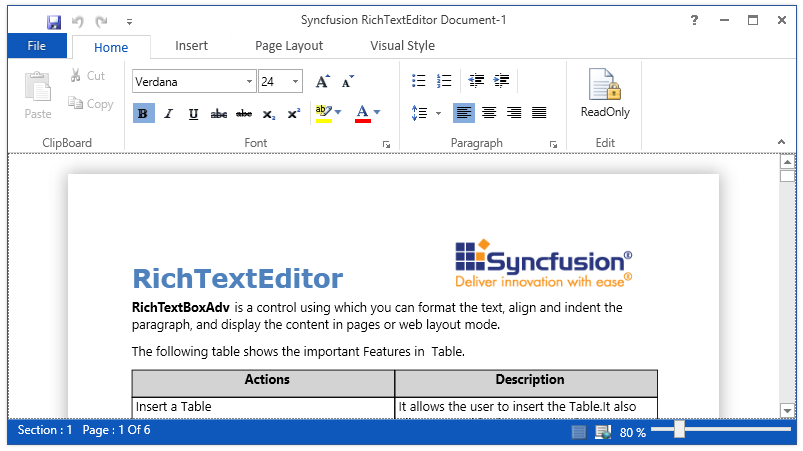 Syncfusion RichTextEditor Document-1
File Home Insert Page Layout Visual Style
Paste
Cut
Copy
ClipBoard
Verdana 24 A A
B I U abc abc x₂ x² ab A
Font
Paragraph
ReadOnly
Edit
Syncfusion®
Deliver innovation with ease®
RichTextEditor
RichTextBoxAdv is a control using which you can format the text, align and indent the
paragraph, and display the content in pages or web layout mode.
The following table shows the important Features in Table.
Actions Description
Insert a Table It allows the user to insert the Table.It also
Section : 1 Page : 1 Of 6 80 %